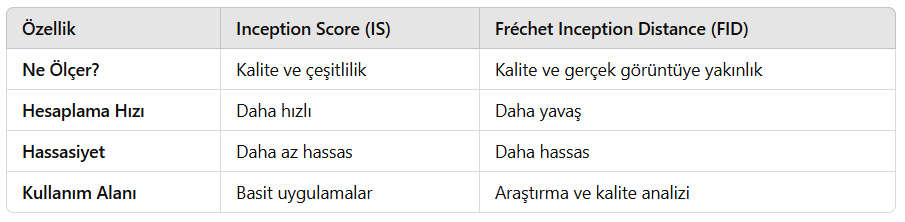 Özellik Inception Score (IS) Fréchet Inception Distance (FID)
Ne Ölçer? Kalite ve çeşitlilik Kalite ve gerçek görüntüye yakınlık
Hesaplama Hızı Daha hızlı Daha yavaş
Hassasiyet Daha az hassas Daha hassas
Kullanım Alanı Basit uygulamalar Araştırma ve kalite analizi